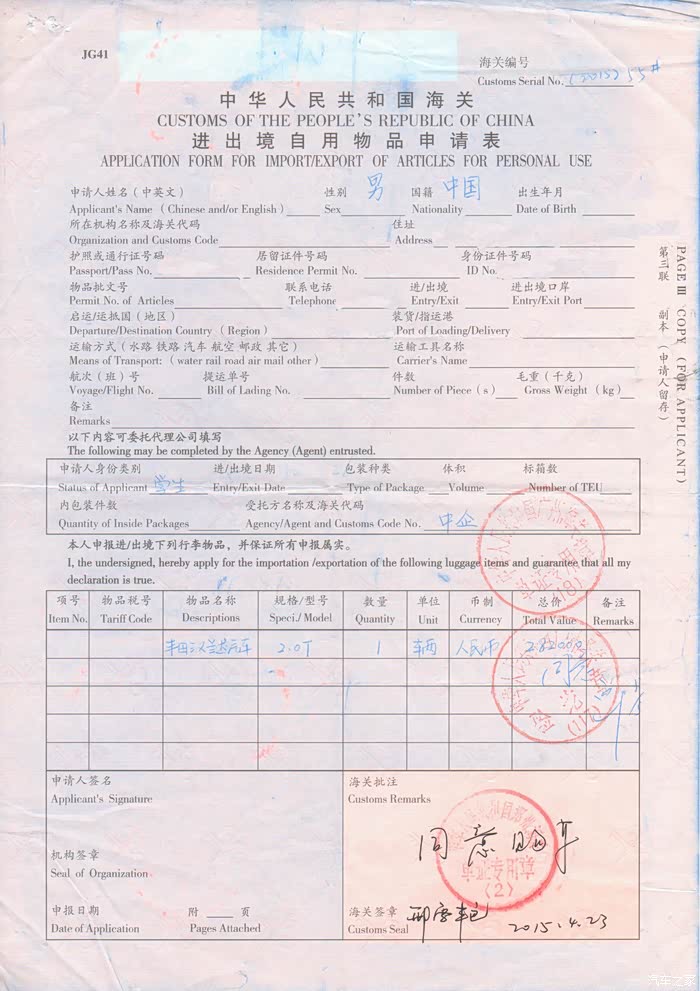 JG41
海关编号
Customs Serial No. (2015)55#
中华人民共和国海关
CUSTOMS OF THE PEOPLE'S REPUBLIC OF CHINA
进出境自用物品申请表
APPLICATION FORM FOR IMPORT/EXPORT OF ARTICLES FOR PERSONAL USE
申请人姓名(中英文) 性别 男 国籍 中国 出生年月
Applicant's Name (Chinese and/or English) Sex Nationality Date of Birth
所在机构名称及海关代码 住址
Organization and Customs Code Address
护照或通行证号码 居留证件号码 身份证件号码
Passport/Pass No. Residence Permit No. ID No.
物品批文号 联系电话 进/出境 进出境口岸
Permit No. of Articles Telephone Entry/Exit Entry/Exit Port
启运/运抵国(地区) 装货/指运港
Departure/Destination Country (Region) Port of Loading/Delivery
运输方式(水路 铁路 汽车 航空 邮政 其它) 运输工具名称
Means of Transport: (water rail road air mail other) Carrier's Name
航次(班)号 提运单号 件数 毛重(千克)
Voyage/Flight No. Bill of Lading No. Number of Piece(s) Gross Weight (kg)
备注
Remarks
以下内容可委托代理公司填写
The following may be completed by the Agency (Agent) entrusted.
申请人身份类别 进/出境日期 包装种类 体积 标箱数
Status of Applicant 学生 Entry/Exit Date Type of Package Volume Number of TEU
内包装件数 受托方名称及海关代码
Quantity of Inside Packages Agency/Agent and Customs Code No. 中企
本人申报进/出境下列行李物品，并保证所有申报属实。
I, the undersigned, hereby apply for the importation /exportation of the following luggage items and guarantee that all my
declaration is true.
项号 物品税号 物品名称 规格/型号 数量 单位 币制 总价 备注
Item No. Tariff Code Descriptions Speci./ Model Quantity Unit Currency Total Value Remarks
丰田汉兰达汽车 2.0T 1 辆 人民币
同意
申请人签名 海关批注
Applicant's Signature Customs Remarks
同意
单证专用章
(2)
机构签章
Seal of Organization
申报日期 附 页 海关签章
Date of Application Pages Attached Customs Seal 2015.4.23
PAGE Ⅲ COPY (FOR APPLICANT)
第三联 副本 (申请人留存)
汽车之家